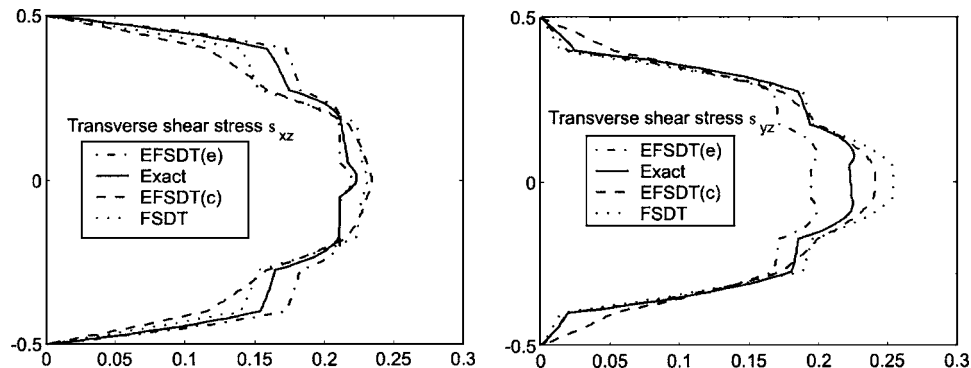 0.5
Transverse shear stress s_xz
EFSDT(e)
Exact
EFSDT(c)
FSDT
0
-0.5
0 0.05 0.1 0.15 0.2 0.25 0.3
0.5
Transverse shear stress s_yz
EFSDT(e)
Exact
EFSDT(c)
FSDT
0
-0.5
0 0.05 0.1 0.15 0.2 0.25 0.3